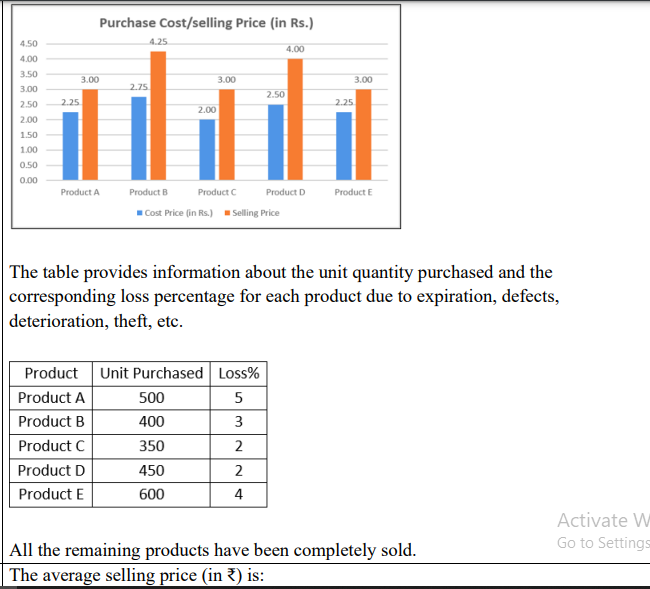 Purchase Cost/selling Price (in Rs.)
4.50
4.00
3.50
3.00
2.50
2.00
1.50
1.00
0.50
0.00
2.25 3.00 2.75 4.25 2.00 3.00 2.50 4.00 2.25 3.00
Product A Product B Product C Product D Product E
Cost Price (in Rs.) Selling Price
The table provides information about the unit quantity purchased and the
corresponding loss percentage for each product due to expiration, defects,
deterioration, theft, etc.
Product Unit Purchased Loss%
Product A 500 5
Product B 400 3
Product C 350 2
Product D 450 2
Product E 600 4
Activate W
Go to Settings
All the remaining products have been completely sold.
The average selling price (in ₹) is: